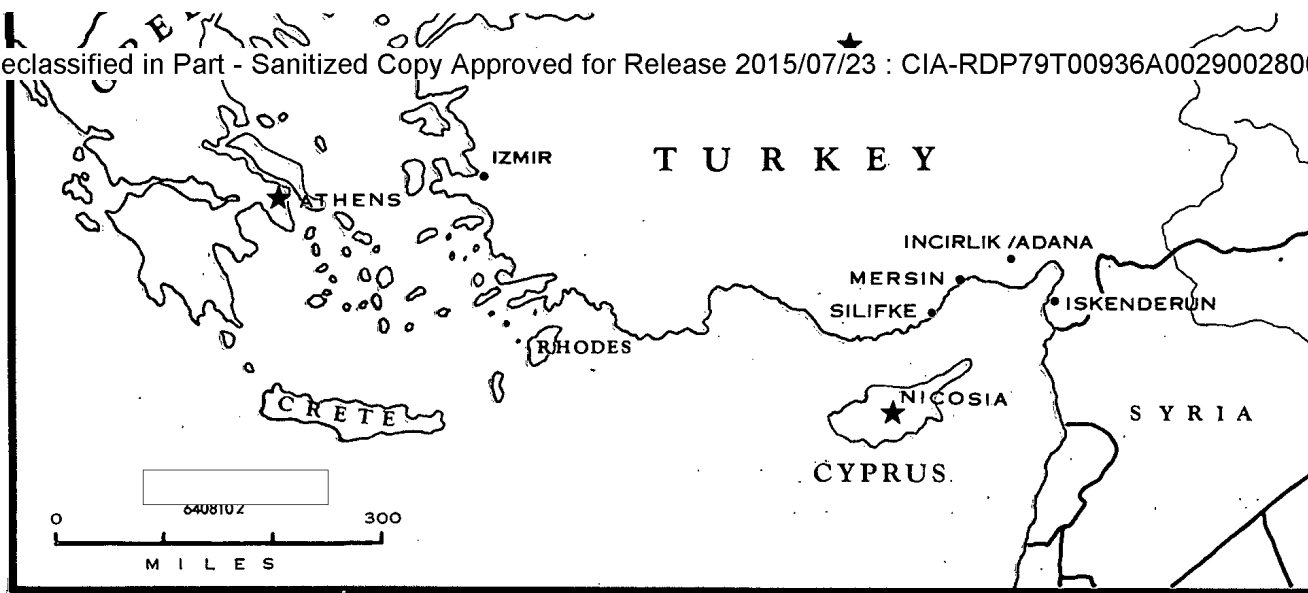 eclassified in Part - Sanitized Copy Approved for Release 2015/07/23 : CIA-RDP79T00936A002900280
IZMIR
TURKEY
ATHENS
INCIRLIK/ADANA
MERSIN
SILIFKE
ISKENDERUN
RHODES
CRETE
NICOSIA
SYRIA
CYPRUS
6408102
0 300
MILES